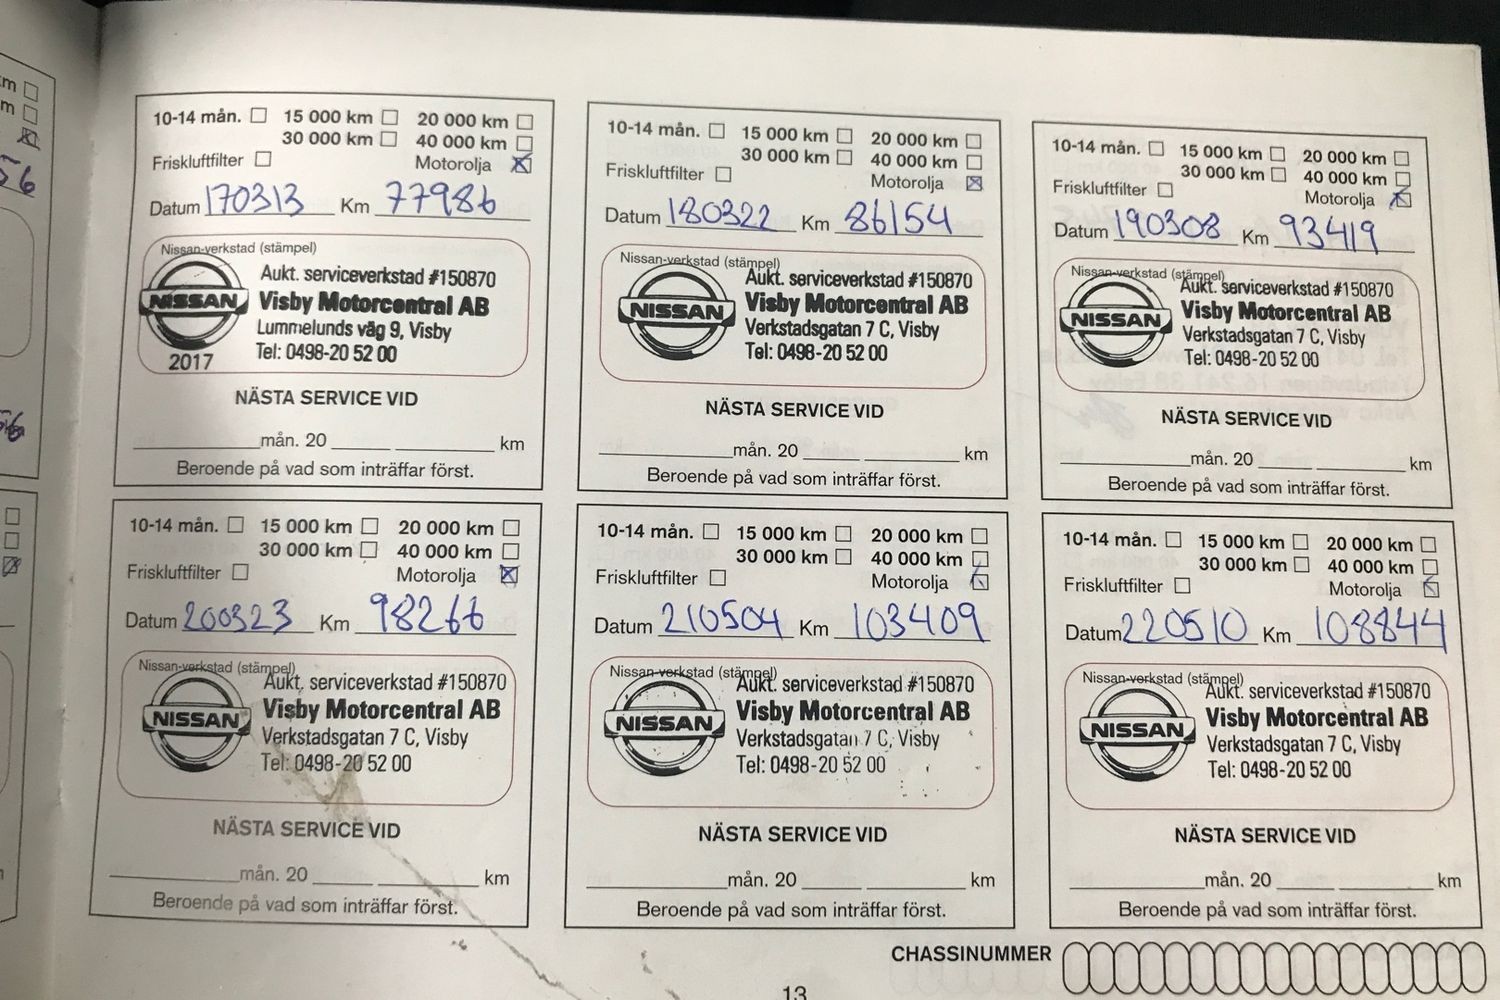 10-14 mån. 15 000 km 20 000 km
30 000 km 40 000 km
Friskluftfilter Motorolja
Datum 170313 Km 77986
Nissan-verkstad (stämpel)
Aukt. serviceverkstad #150870
NISSAN Visby Motorcentral AB
Lummelunds väg 9, Visby
2017 Tel: 0498-20 52 00
NÄSTA SERVICE VID
mån. 20 km
Beroende på vad som inträffar först.
10-14 mån. 15 000 km 20 000 km
30 000 km 40 000 km
Friskluftfilter Motorolja
Datum 180322 Km 86154
Nissan-verkstad (stämpel)
Aukt. serviceverkstad #150870
NISSAN Visby Motorcentral AB
Verkstadsgatan 7 C, Visby
Tel: 0498-20 52 00
NÄSTA SERVICE VID
mån. 20 km
Beroende på vad som inträffar först.
10-14 mån. 15 000 km 20 000 km
30 000 km 40 000 km
Friskluftfilter Motorolja
Datum 190308 Km 93419
Nissan-verkstad (stämpel)
Aukt. serviceverkstad #150870
NISSAN Visby Motorcentral AB
Verkstadsgatan 7 C, Visby
Tel: 0498-20 52 00
NÄSTA SERVICE VID
mån. 20 km
Beroende på vad som inträffar först.
10-14 mån. 15 000 km 20 000 km
30 000 km 40 000 km
Friskluftfilter Motorolja
Datum 200323 Km 98266
Nissan-verkstad (stämpel)
Aukt. serviceverkstad #150870
NISSAN Visby Motorcentral AB
Verkstadsgatan 7 C, Visby
Tel: 0498-20 52 00
NÄSTA SERVICE VID
mån. 20 km
Beroende på vad som inträffar först.
10-14 mån. 15 000 km 20 000 km
30 000 km 40 000 km
Friskluftfilter Motorolja
Datum 210504 Km 103409
Nissan-verkstad (stämpel)
Aukt. serviceverkstad #150870
NISSAN Visby Motorcentral AB
Verkstadsgatan 7 C, Visby
Tel: 0498-20 52 00
NÄSTA SERVICE VID
mån. 20 km
Beroende på vad som inträffar först.
10-14 mån. 15 000 km 20 000 km
30 000 km 40 000 km
Friskluftfilter Motorolja
Datum 220510 Km 108844
Nissan-verkstad (stämpel)
Aukt. serviceverkstad #150870
NISSAN Visby Motorcentral AB
Verkstadsgatan 7 C, Visby
Tel: 0498-20 52 00
NÄSTA SERVICE VID
mån. 20 km
Beroende på vad som inträffar först.
CHASSINUMMER
13